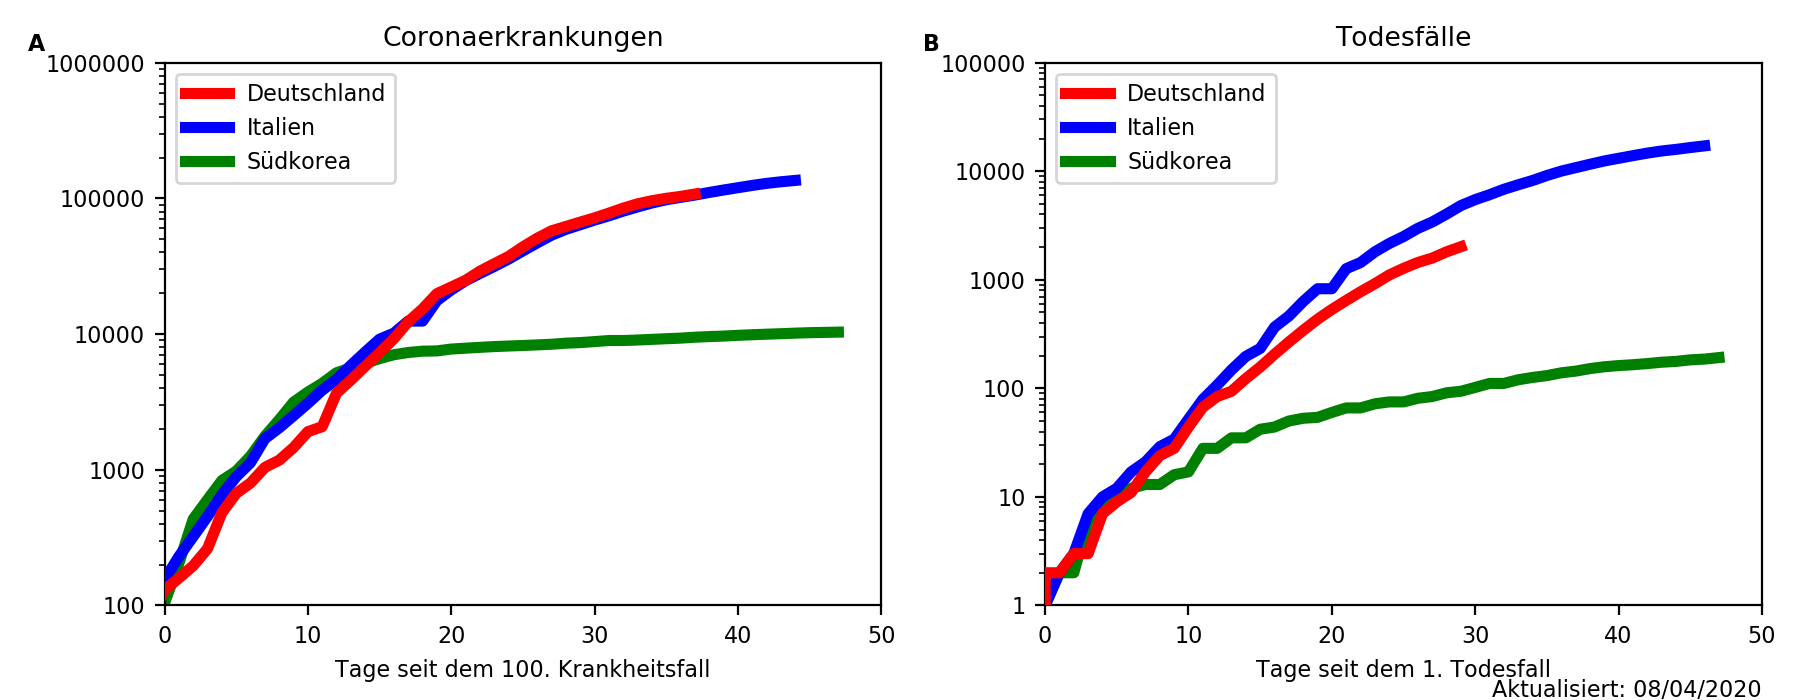 A
Coronaerkrankungen
1000000
100000
10000
1000
100
Deutschland
Italien
Südkorea
0 10 20 30 40 50
Tage seit dem 100. Krankheitsfall
B
Todesfälle
100000
10000
1000
100
10
1
Deutschland
Italien
Südkorea
0 10 20 30 40 50
Tage seit dem 1. Todesfall
Aktualisiert: 08/04/2020